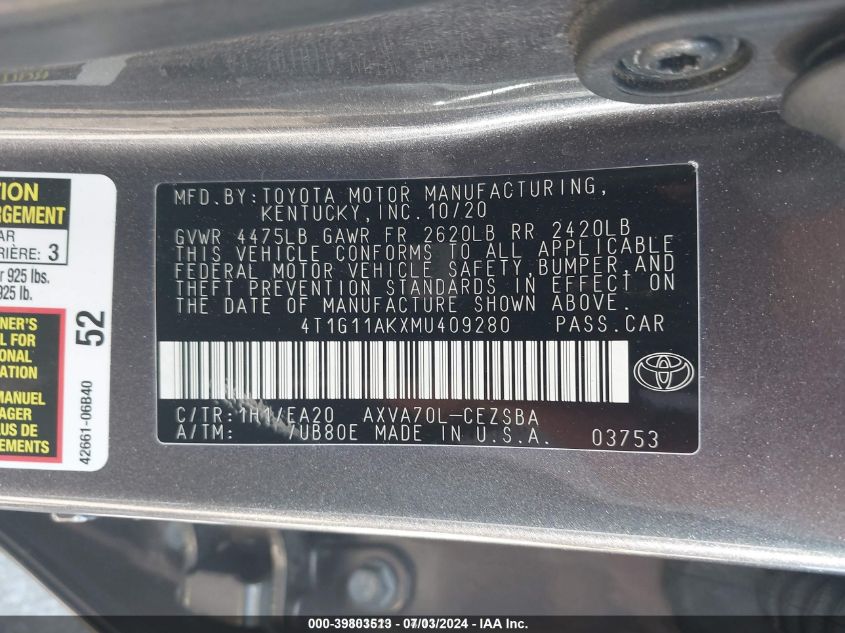 MFD. BY: TOYOTA MOTOR MANUFACTURING,
KENTUCKY, INC. 10/20
GVWR 4475LB GAWR FR 2620LB RR 2420LB
THIS VEHICLE CONFORMS TO ALL APPLICABLE
FEDERAL MOTOR VEHICLE SAFETY, BUMPER, AND
THEFT PREVENTION STANDARDS IN EFFECT ON
THE DATE OF MANUFACTURE SHOWN ABOVE.
4T1G11AKXMU409280 PASS. CAR
C/TR: 1H1/EA20 AXVA70L-CEZSBA
A/TM: /UB80E MADE IN U.S.A. 03753
TION
RGEMENT
AR
RIÈRE: 3
r 925 lbs.
925 lb.
NER'S
L FOR
IONAL
ATION
MANUEL
AGER
US DE
EMENTS
52
42661-06B40
000-39803513 - 07/03/2024 - IAA Inc.